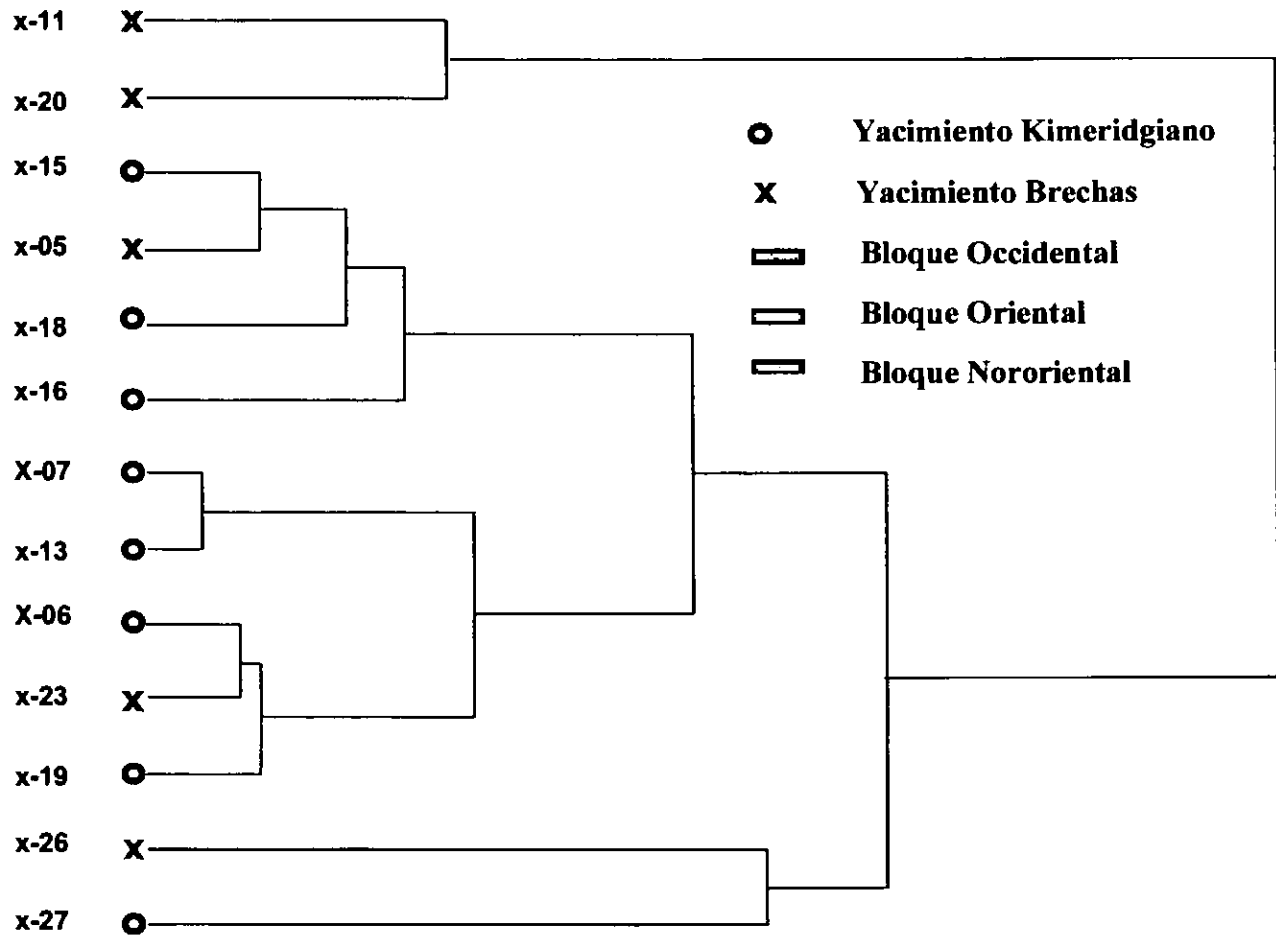 x-11
x-20
x-15
x-05
x-18
x-16
X-07
x-13
X-06
x-23
x-19
x-26
x-27
Yacimiento Kimeridgiano
X Yacimiento Brechas
Bloque Occidental
Bloque Oriental
Bloque Nororiental